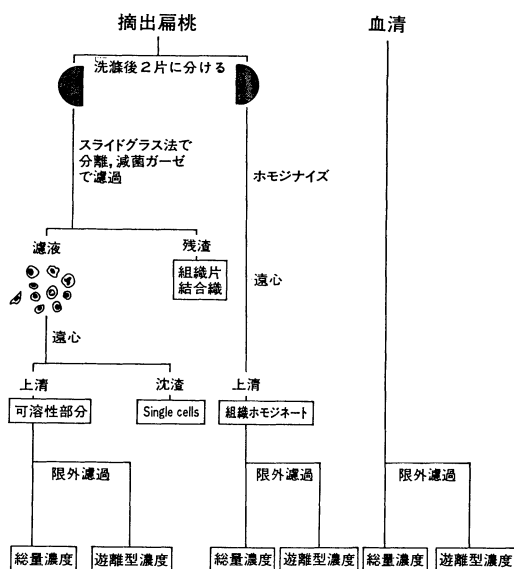 摘出扁桃
血清
洗滌後2片に分ける
スライドグラス法で
分離,減菌ガーゼ
で濾過
ホモジナイズ
濾液
残渣
組織片
結合織
遠心
遠心
上清
沈渣
上清
可溶性部分
Single cells
組織ホモジネート
限外濾過
限外濾過
限外濾過
総量濃度
遊離型濃度
総量濃度
遊離型濃度
総量濃度
遊離型濃度